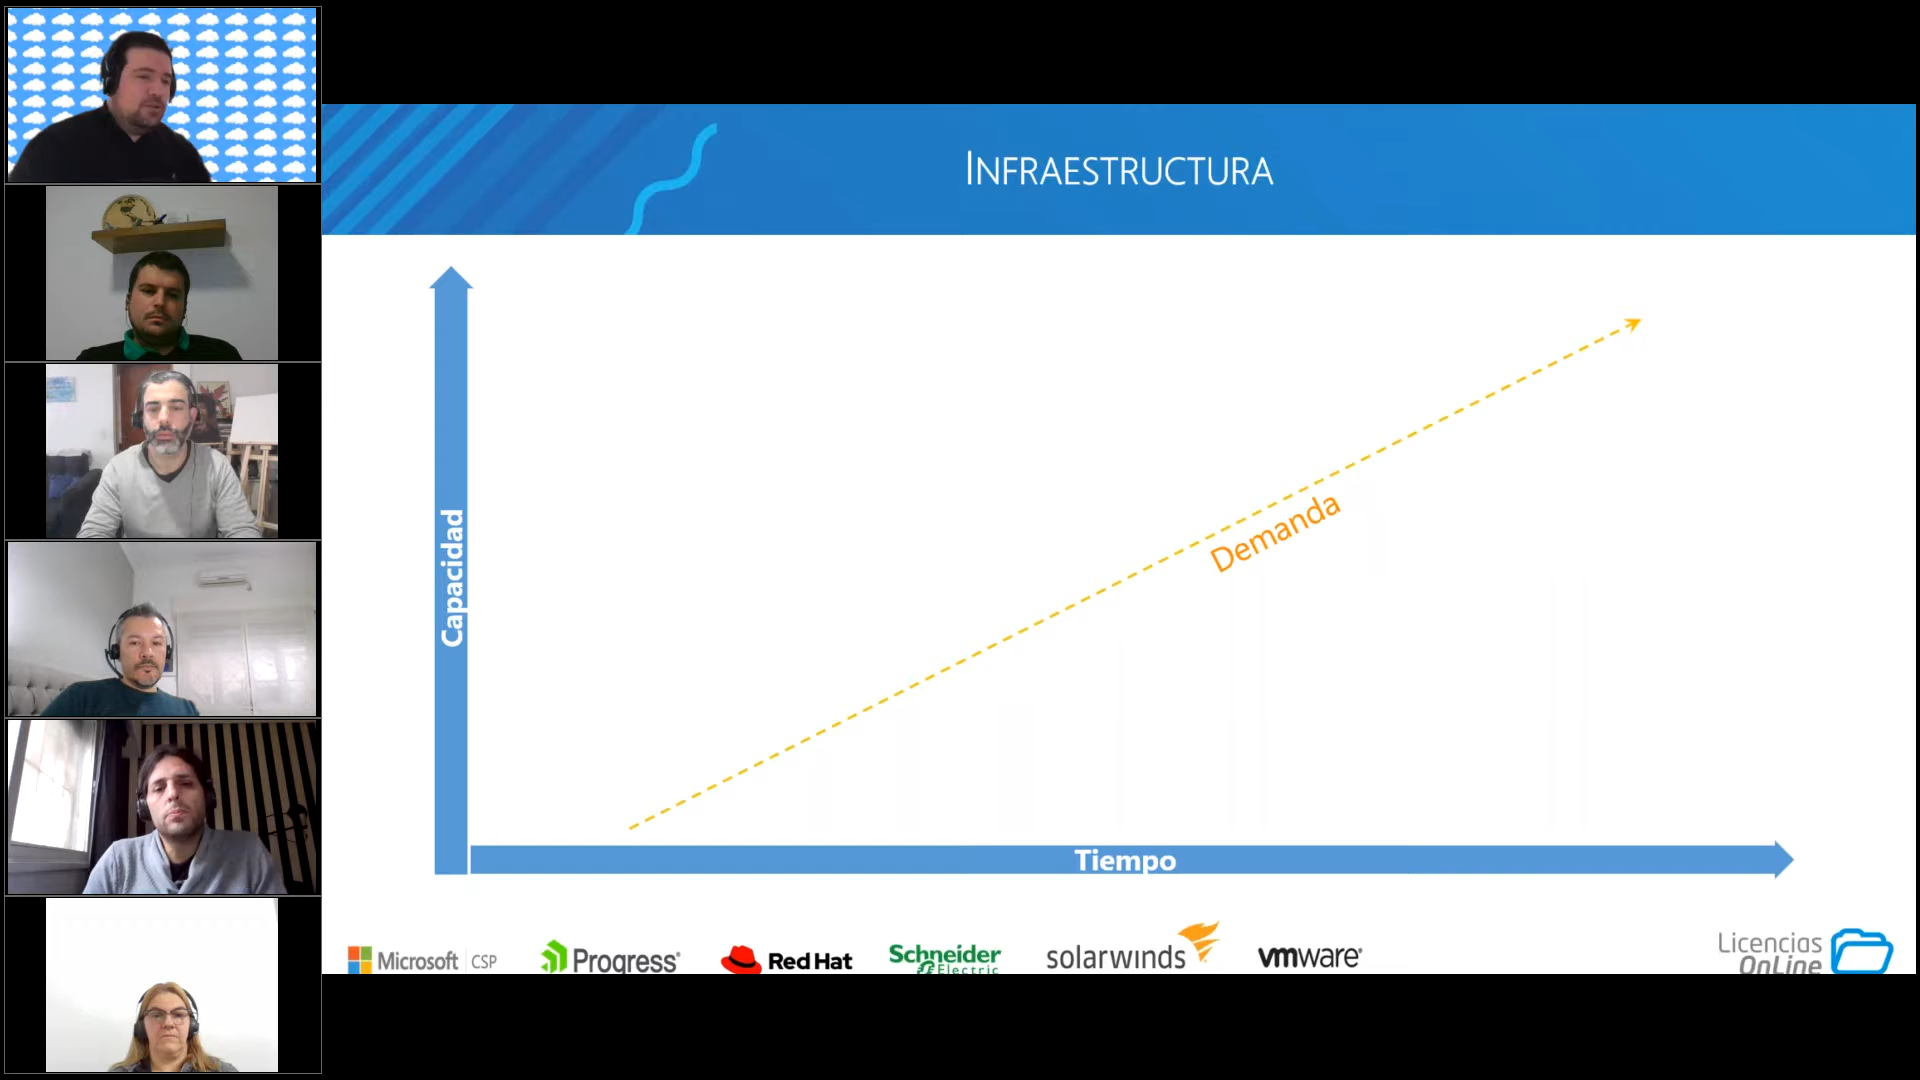 INFRAESTRUCTURA
Capacidad
Demanda
Tiempo
Microsoft | CSP
Progress®
Red Hat
Schneider
Electric
solarwinds
vmware®
Licencias
OnLine